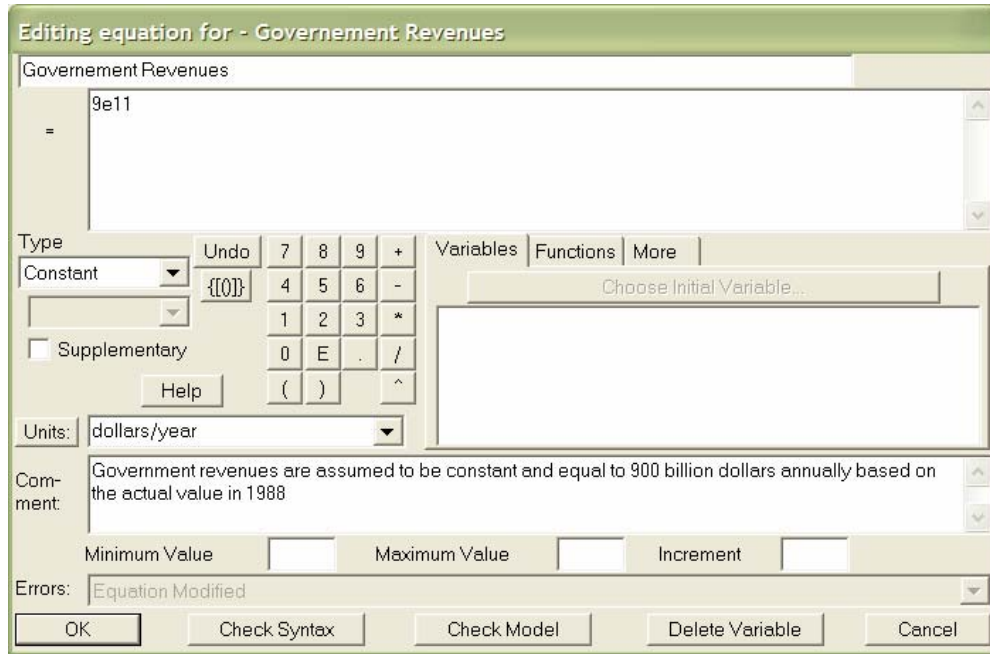 Editing equation for - Governement Revenues
Governement Revenues
=
9e11
Type
Constant
Supplementary
Help
Undo
{[()]}
7 8 9 +
4 5 6 -
1 2 3 *
0 E . /
( ) ^
Variables Functions More
Choose Initial Variable...
Units: dollars/year
Com-
ment:
Government revenues are assumed to be constant and equal to 900 billion dollars annually based on
the actual value in 1988
Minimum Value Maximum Value Increment
Errors: Equation Modified
OK Check Syntax Check Model Delete Variable Cancel